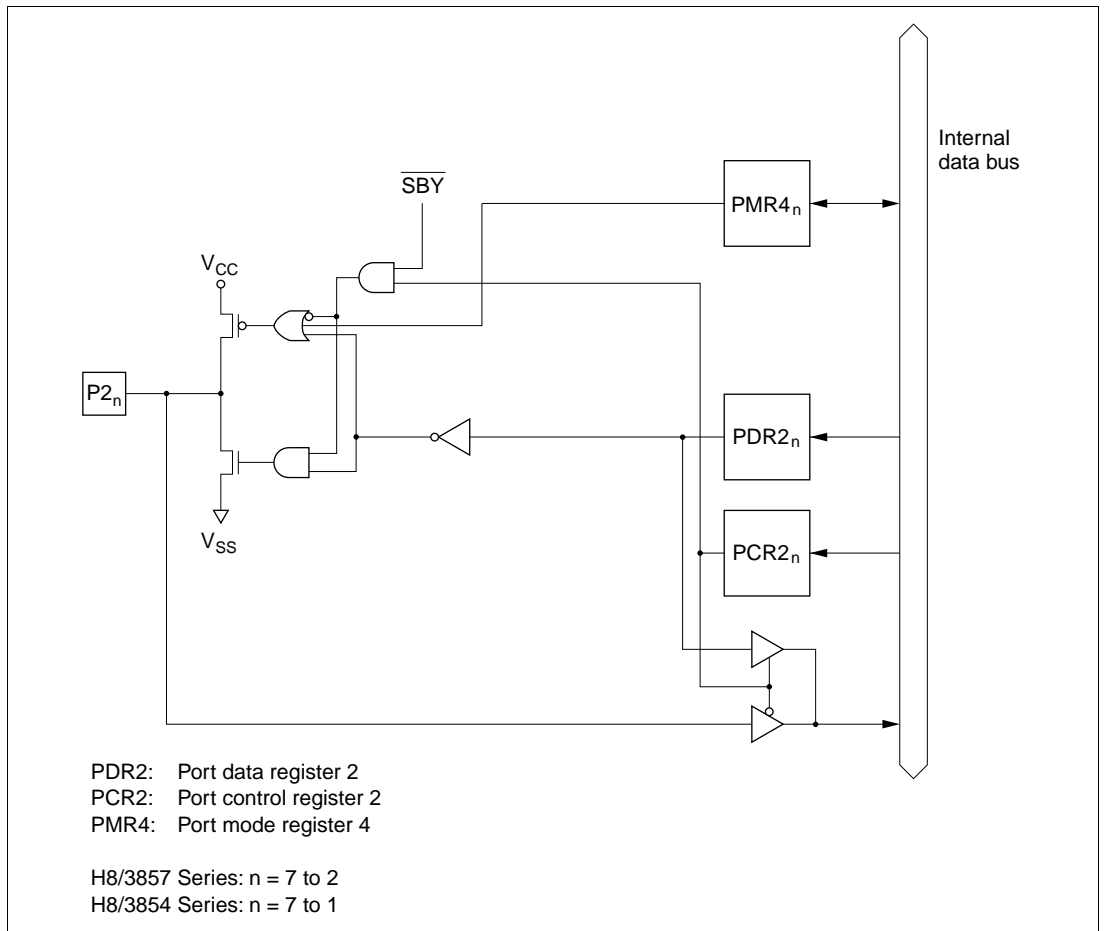 Internal
data bus
SBY
PMR4n
VCC
P2n
PDR2n
VSS
PCR2n
PDR2: Port data register 2
PCR2: Port control register 2
PMR4: Port mode register 4
H8/3857 Series: n = 7 to 2
H8/3854 Series: n = 7 to 1